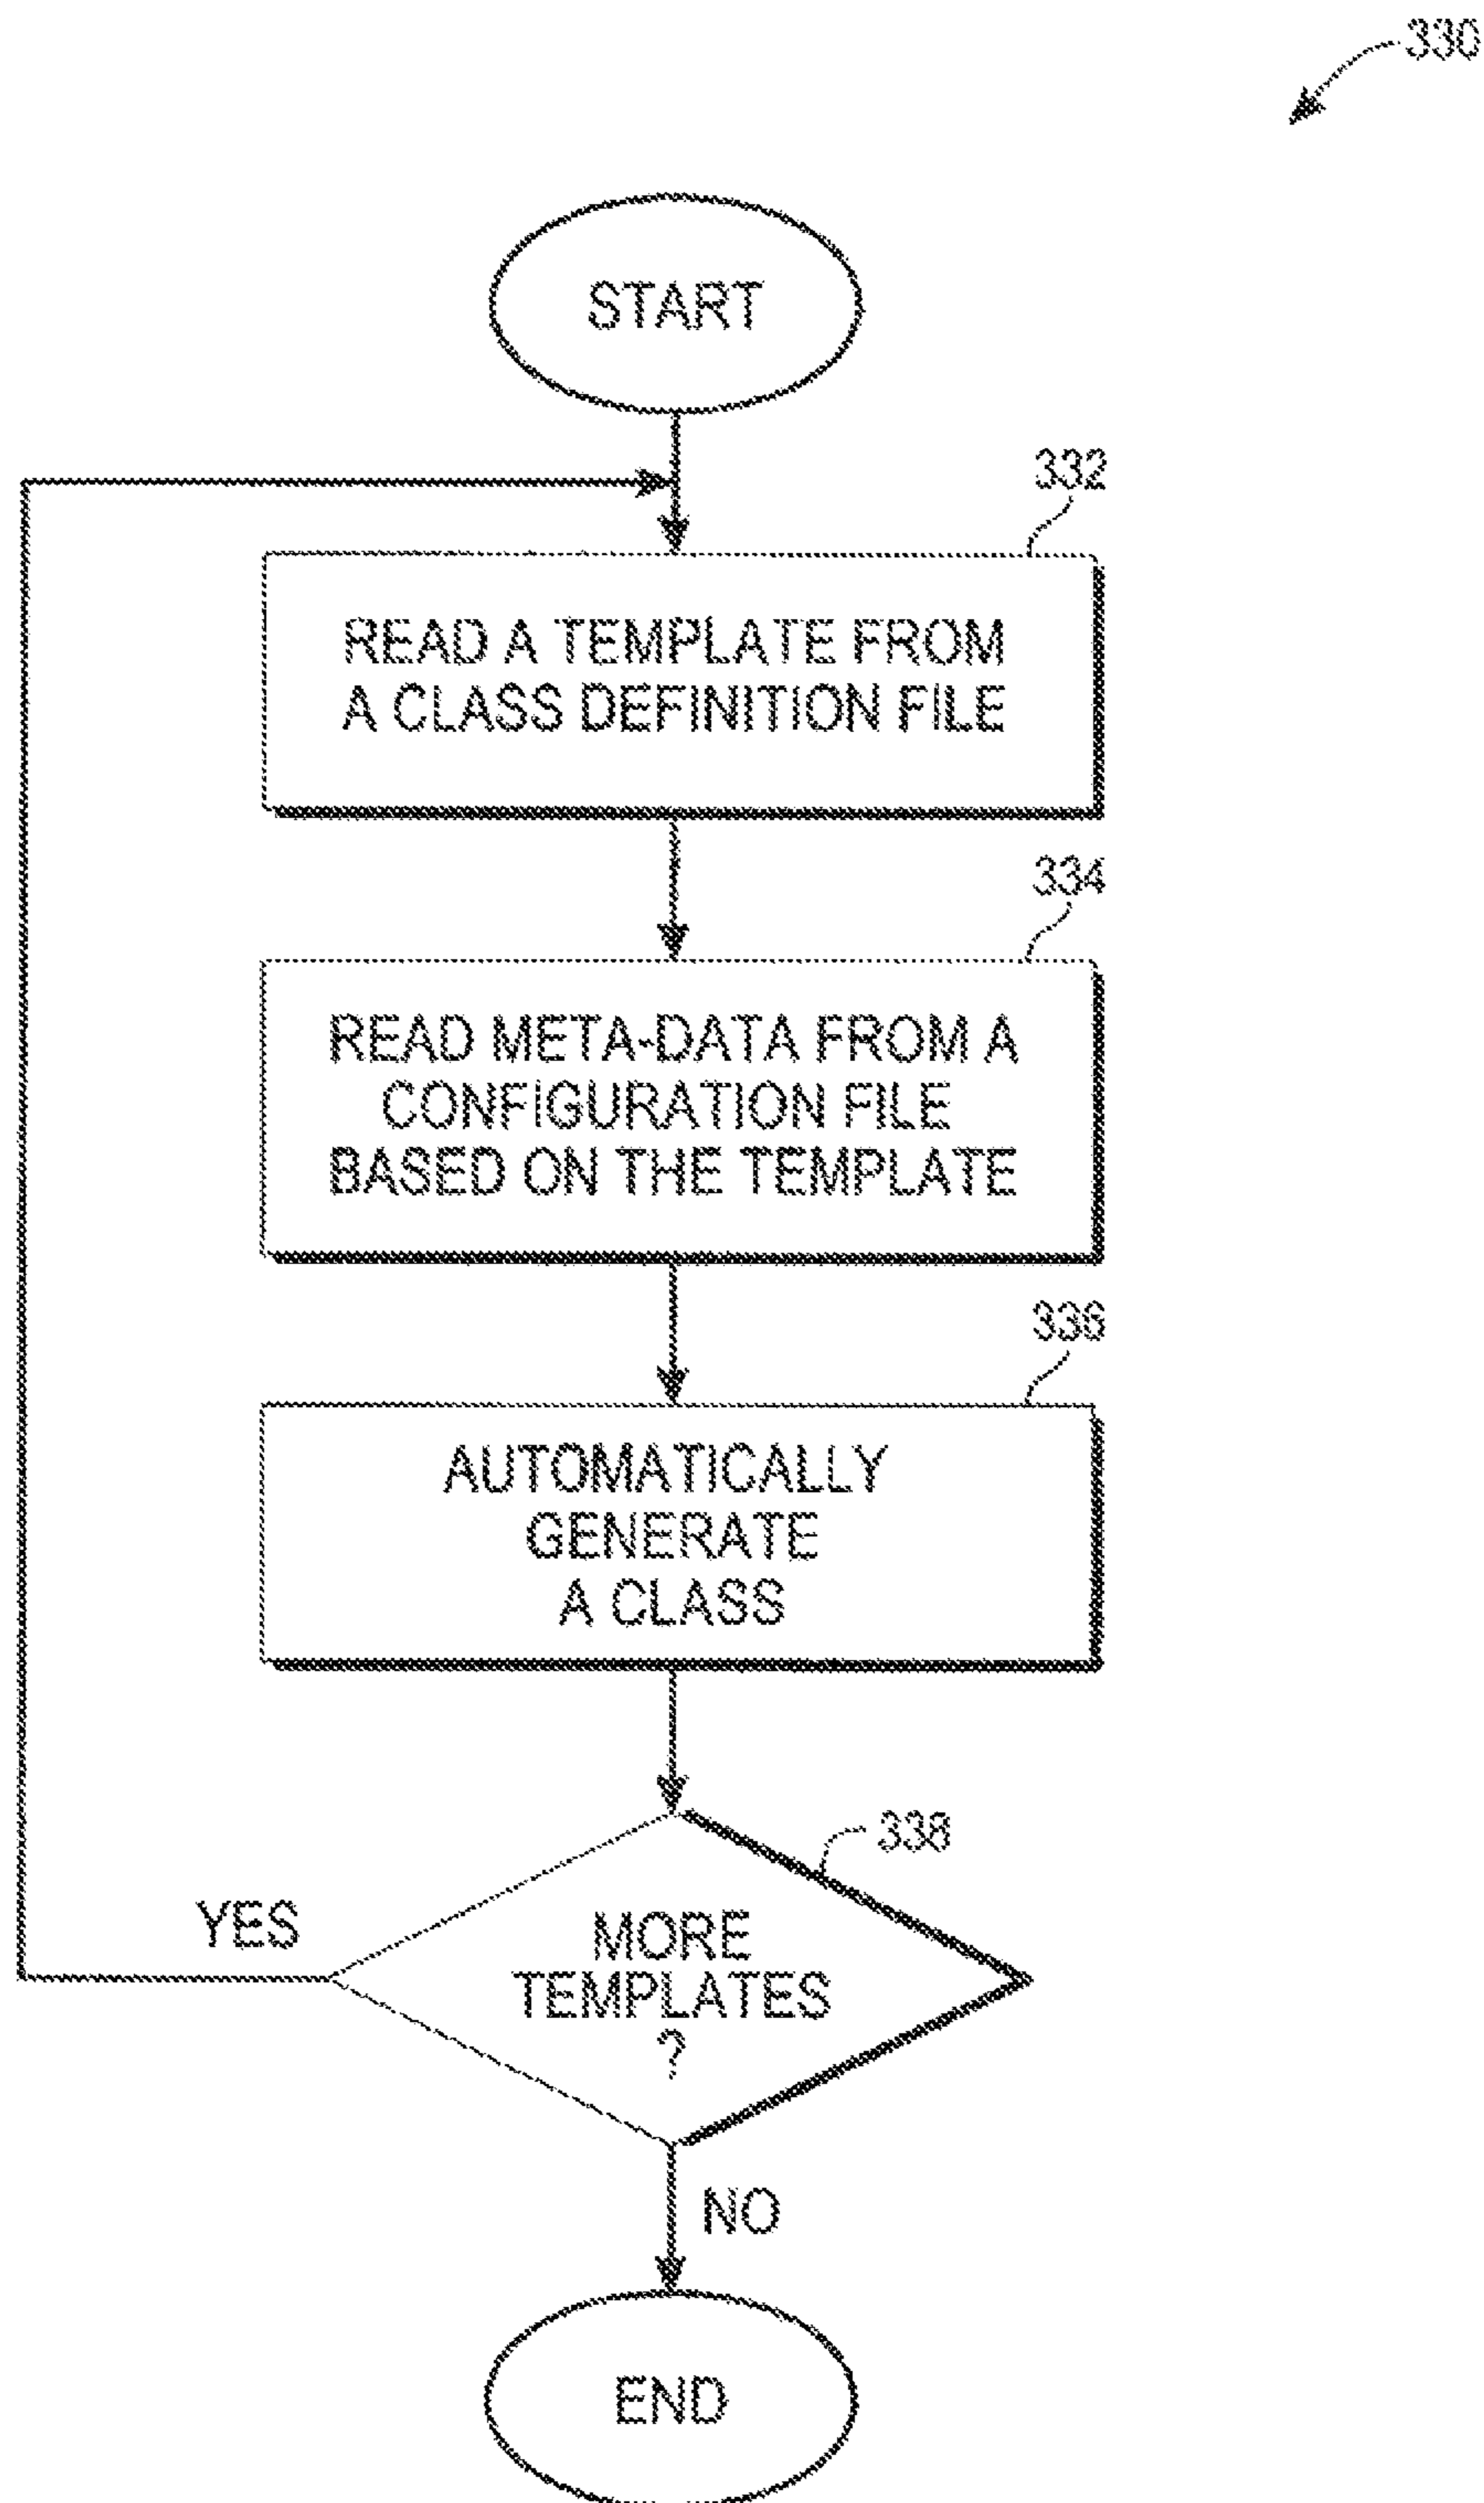 330
START
332
READ A TEMPLATE FROM
A CLASS DEFINITION FILE
334
READ META-DATA FROM A
CONFIGURATION FILE
BASED ON THE TEMPLATE
336
AUTOMATICALLY
GENERATE
A CLASS
338
YES
MORE
TEMPLATES
?
NO
END